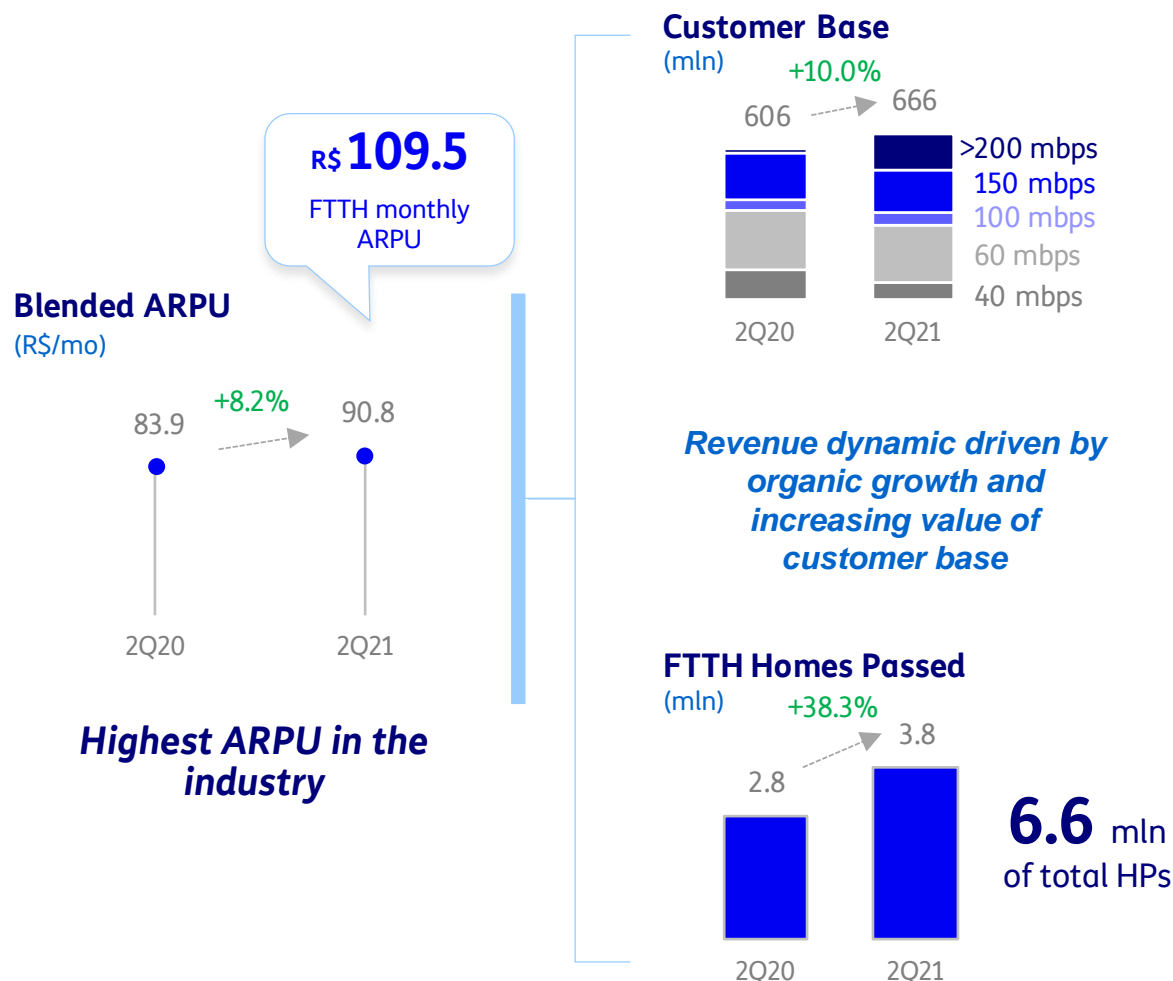 R$ 109.5
FTTH monthly
ARPU
Blended ARPU
(R$/mo)
83.9
+8.2%
90.8
2Q20
2Q21
Highest ARPU in the
industry
Customer Base
(mln)
+10.0%
606
666
>200 mbps
150 mbps
100 mbps
60 mbps
40 mbps
2Q20
2Q21
Revenue dynamic driven by
organic growth and
increasing value of
customer base
FTTH Homes Passed
(mln)
+38.3%
2.8
3.8
6.6 mln
of total HPs
2Q20
2Q21